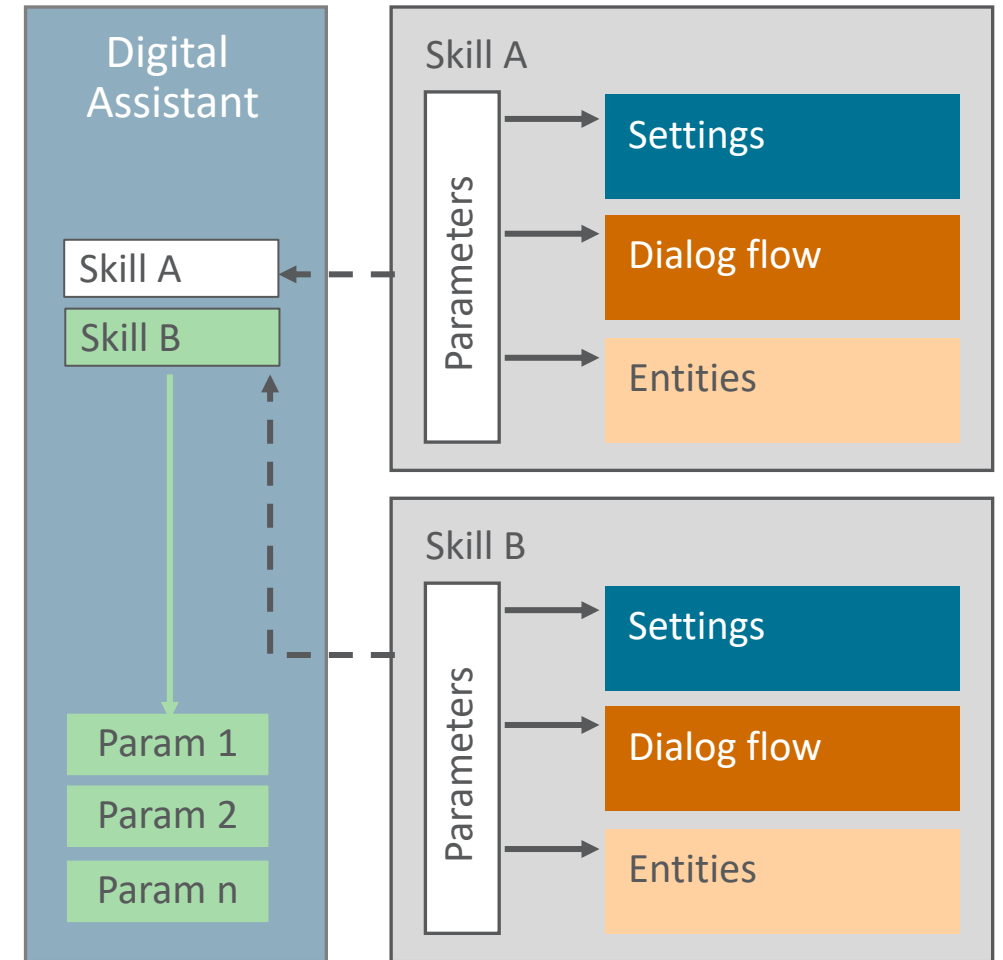 Digital
Assistant
Skill A
Skill B
Param 1
Param 2
Param n
Skill A
Parameters
Settings
Dialog flow
Entities
Skill B
Parameters
Settings
Dialog flow
Entities